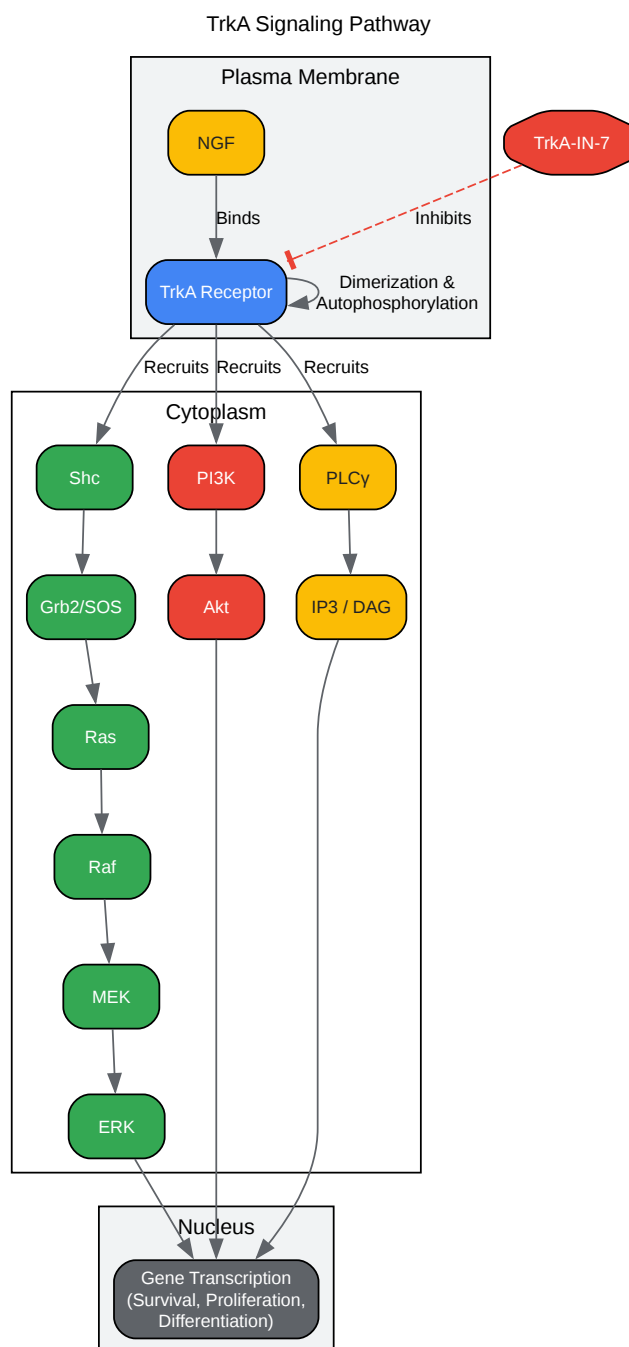 TrkA Signaling Pathway
Plasma Membrane
NGF
TrkA-IN-7
Binds
Inhibits
TrkA Receptor
Dimerization &
Autophosphorylation
Recruits
Recruits
Recruits
Cytoplasm
Shc
PI3K
PLCγ
Grb2/SOS
Akt
IP3 / DAG
Ras
Raf
MEK
ERK
Nucleus
Gene Transcription
(Survival, Proliferation,
Differentiation)